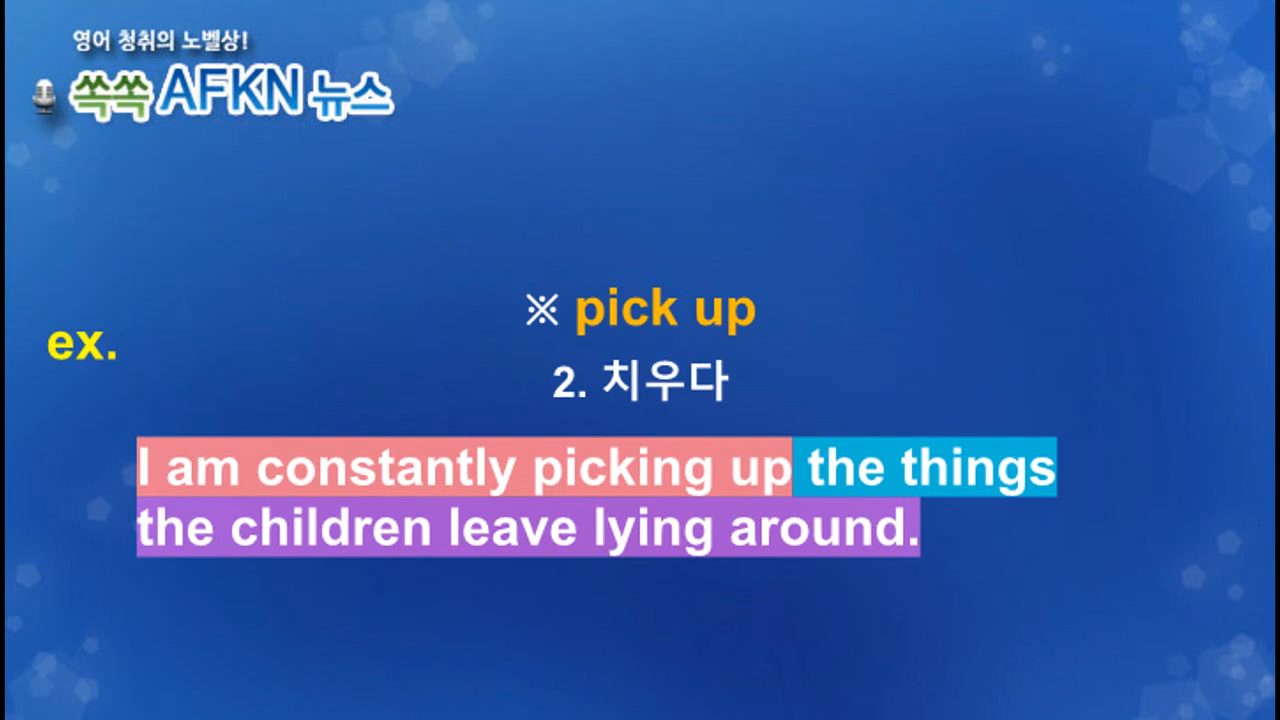 영어 청취의 노벨상!
쏙쏙 AFKN 뉴스
※ pick up
ex.
2. 치우다
I am constantly picking up the things
the children leave lying around.